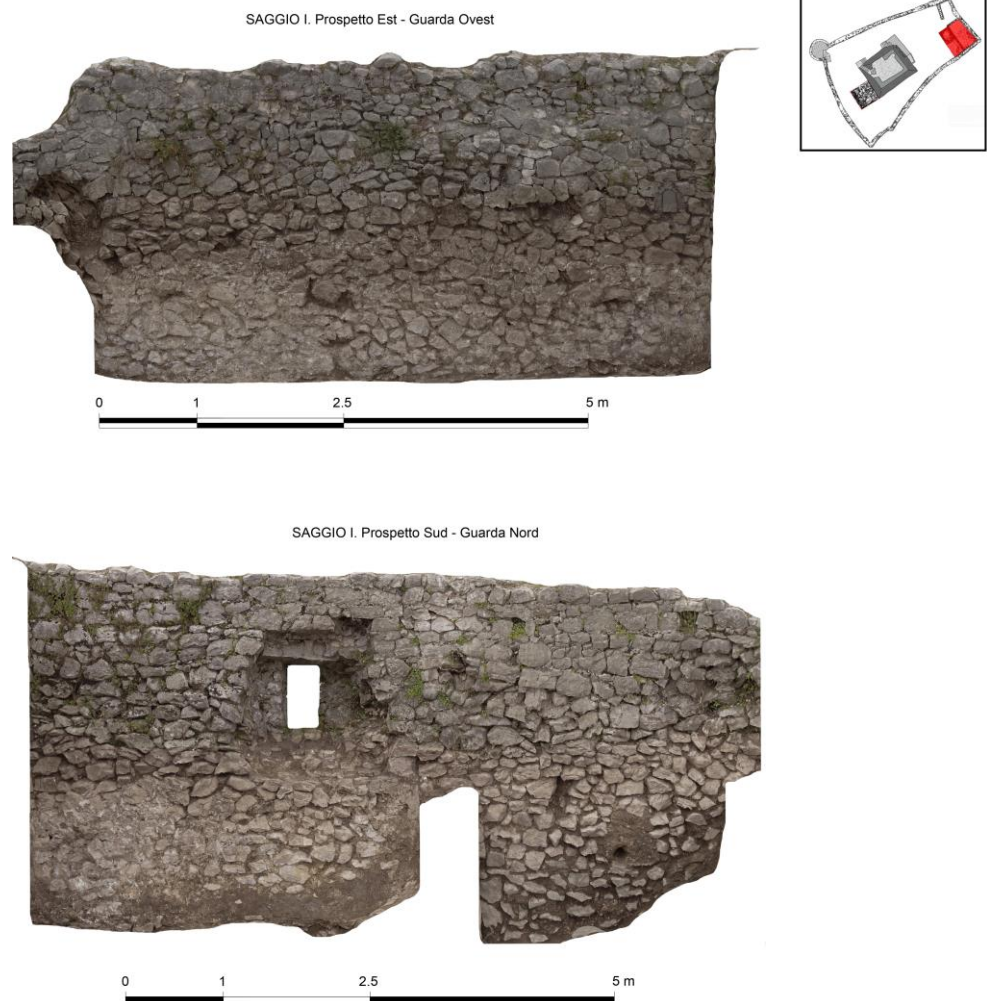 SAGGIO I. Prospetto Est - Guarda Ovest
0 1 2.5 5 m
SAGGIO I. Prospetto Sud - Guarda Nord
0 1 2.5 5 m